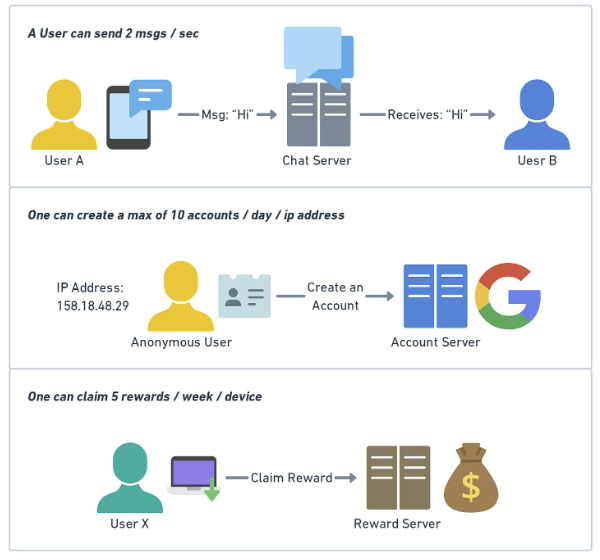 A User can send 2 msgs / sec
Msg: “Hi”
Receives: “Hi”
User A
Chat Server
Uesr B
One can create a max of 10 accounts / day / ip address
IP Address:
158.18.48.29
Create an
Account
Anonymous User
Account Server
G
One can claim 5 rewards / week / device
Claim Reward
$
User X
Reward Server